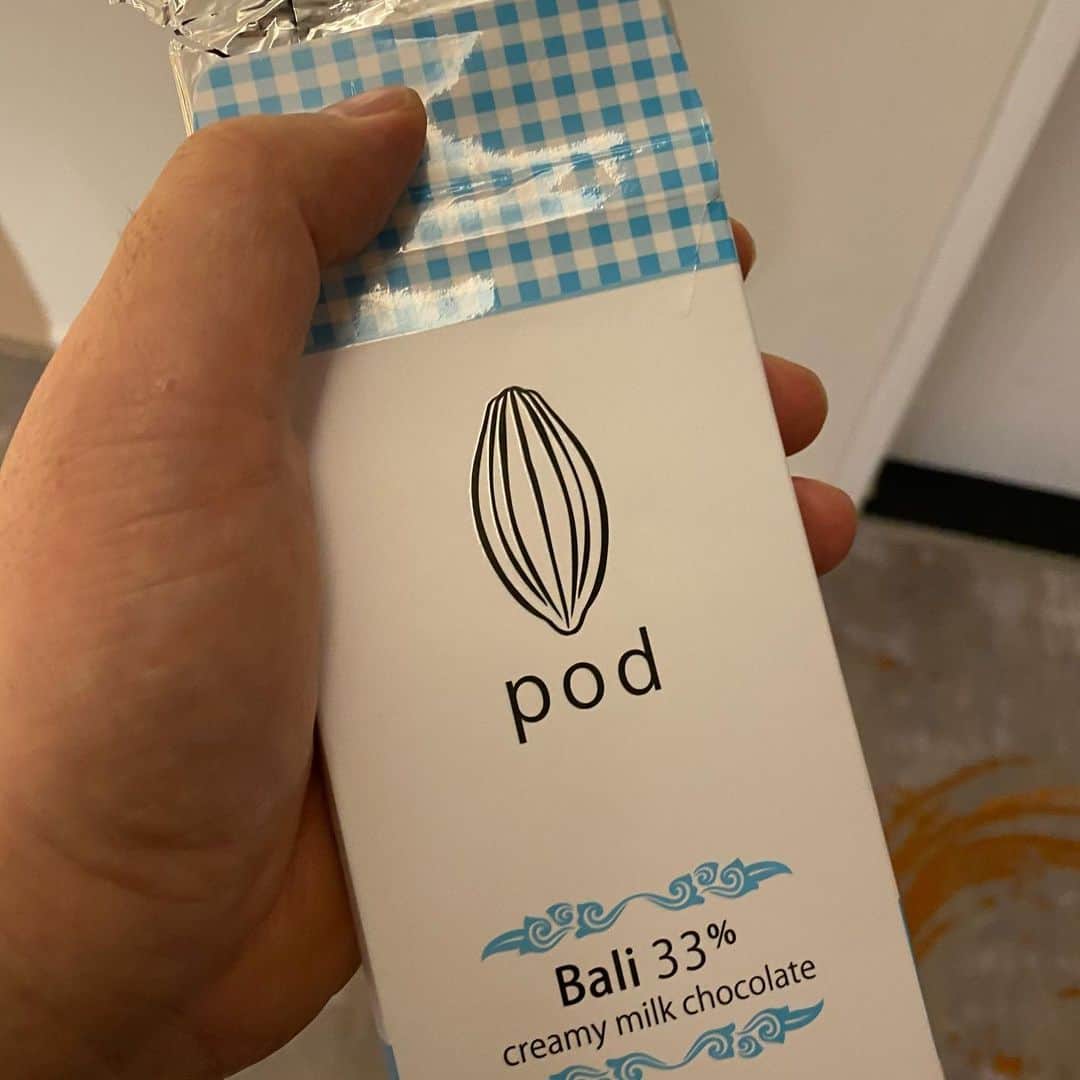 pod
Bali 33%
creamy milk chocolate